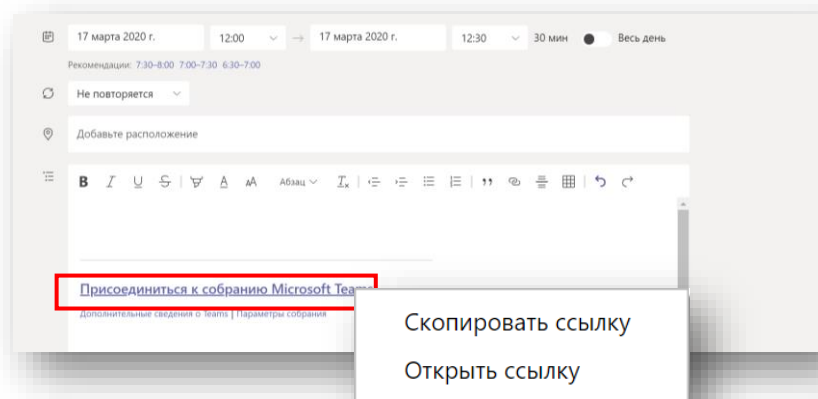 17 марта 2020 г. 12:00 → 17 марта 2020 г. 12:30 30 мин Весь день
Рекомендации: 7:30–8:00 7:00–7:30 6:30–7:00
Не повторяется
Добавьте расположение
B I U S A AA Абзац Tx
Присоединиться к собранию Microsoft Teams
Дополнительные сведения о Teams | Параметры собрания
Скопировать ссылку
Открыть ссылку